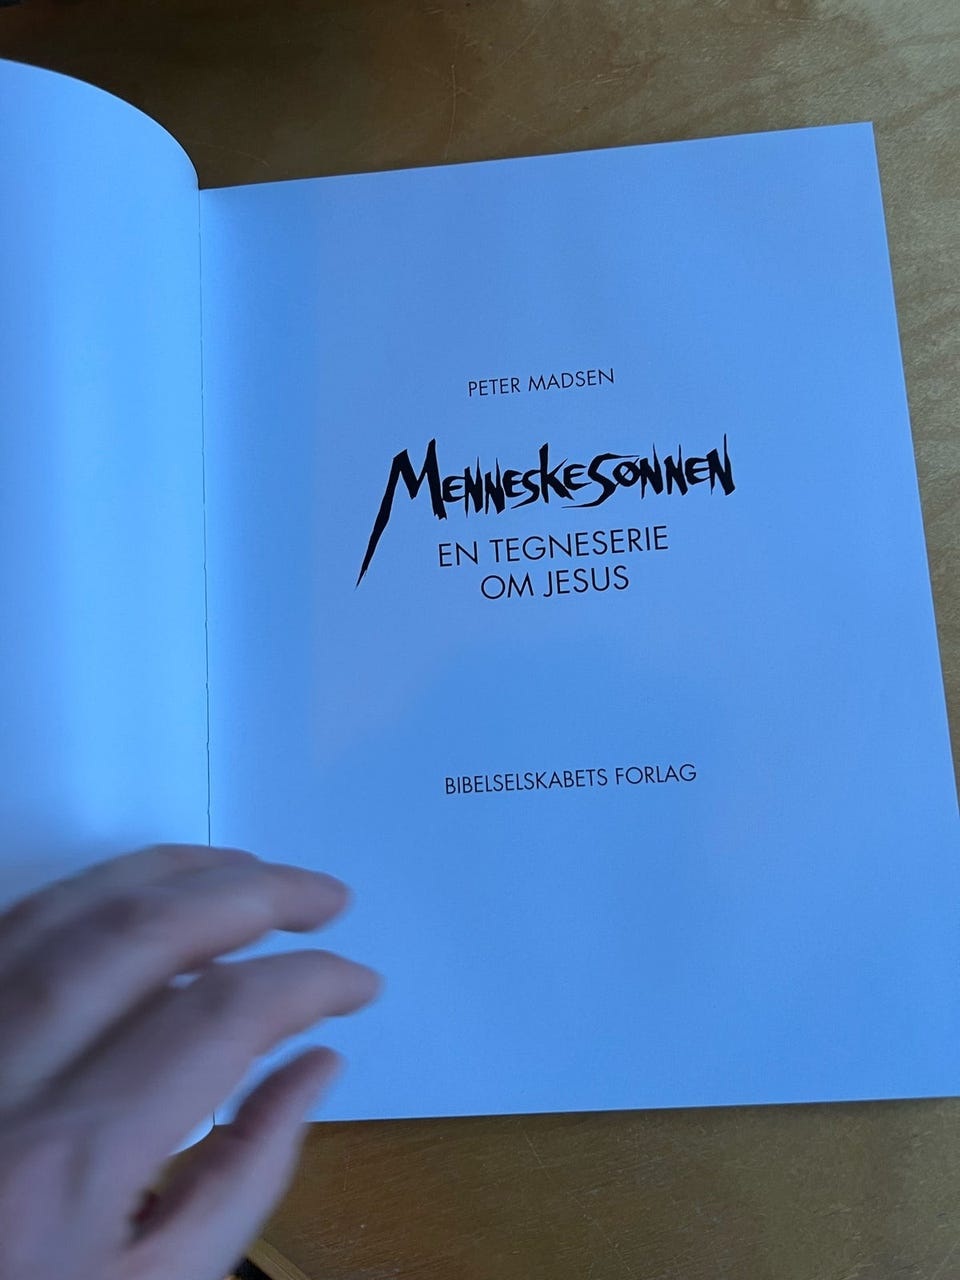 PETER MADSEN
MENNESKESØNNEN
EN TEGNESERIE
OM JESUS
BIBELSELSKABETS FORLAG